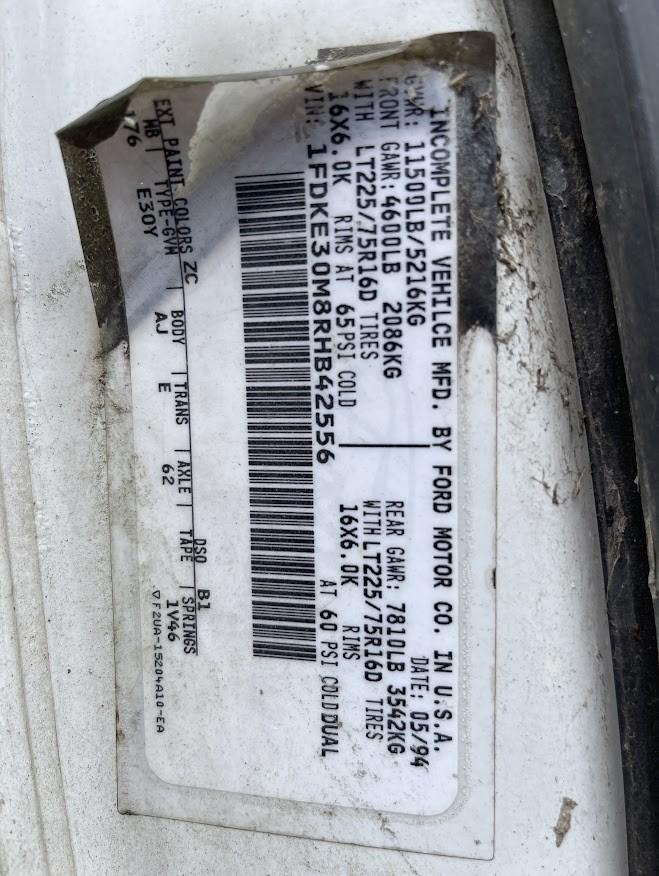 INCOMPLETE VEHILCE MFD. BY FORD MOTOR CO. IN U.S.A.
GVWR: 11500LB/5216KG DATE: 05/94
FRONT GAWR: 4600LB 2086KG REAR GAWR: 7810LB 3542KG
WITH LT225/75R16D TIRES WITH LT225/75R16D TIRES
16X6.0K RIMS AT 65PSI COLD 16X6.0K RIMS
AT 60 PSI COLD DUAL
VIN: 1FDKE30M8RHB42556
EXT PAINT COLORS ZC DSO B1
WB TYPE-GVM BODY TRANS AXLE TAPE SPRINGS
176 E30Y AJ E 62 1V46
▽ F2UA-15204A10-EA